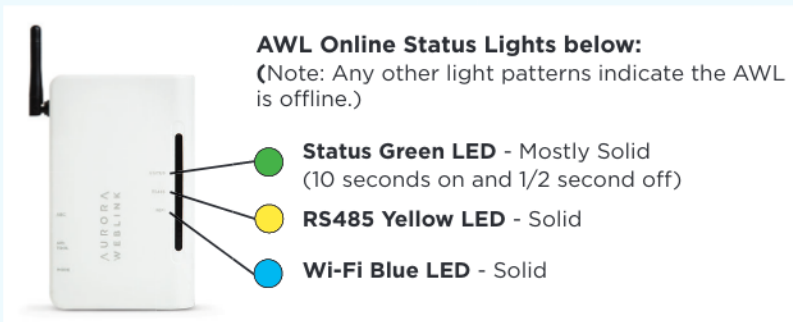 AWL Online Status Lights below:
(Note: Any other light patterns indicate the AWL
is offline.)
Status Green LED - Mostly Solid
(10 seconds on and 1/2 second off)
RS485 Yellow LED - Solid
Wi-Fi Blue LED - Solid
AURORA
WEBLINK